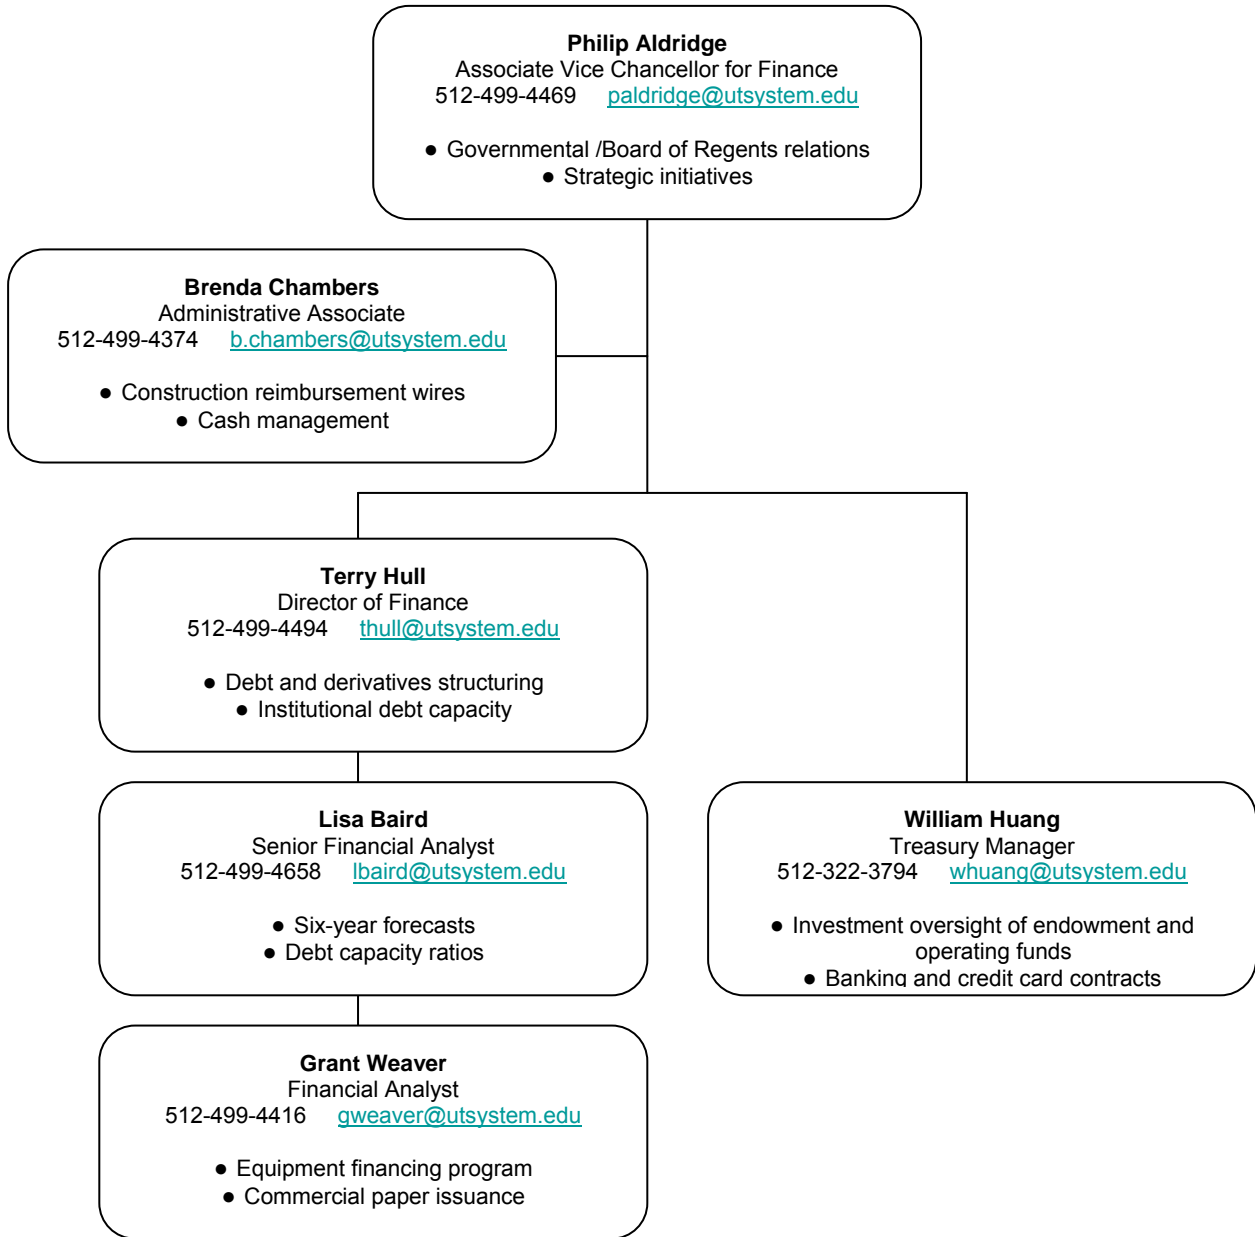 Philip Aldridge
Associate Vice Chancellor for Finance
512-499-4469 paldridge@utsystem.edu
● Governmental /Board of Regents relations
● Strategic initiatives
Brenda Chambers
Administrative Associate
512-499-4374 b.chambers@utsystem.edu
● Construction reimbursement wires
● Cash management
Terry Hull
Director of Finance
512-499-4494 thull@utsystem.edu
● Debt and derivatives structuring
● Institutional debt capacity
Lisa Baird
Senior Financial Analyst
512-499-4658 lbaird@utsystem.edu
● Six-year forecasts
● Debt capacity ratios
William Huang
Treasury Manager
512-322-3794 whuang@utsystem.edu
● Investment oversight of endowment and
operating funds
● Banking and credit card contracts
Grant Weaver
Financial Analyst
512-499-4416 gweaver@utsystem.edu
● Equipment financing program
● Commercial paper issuance